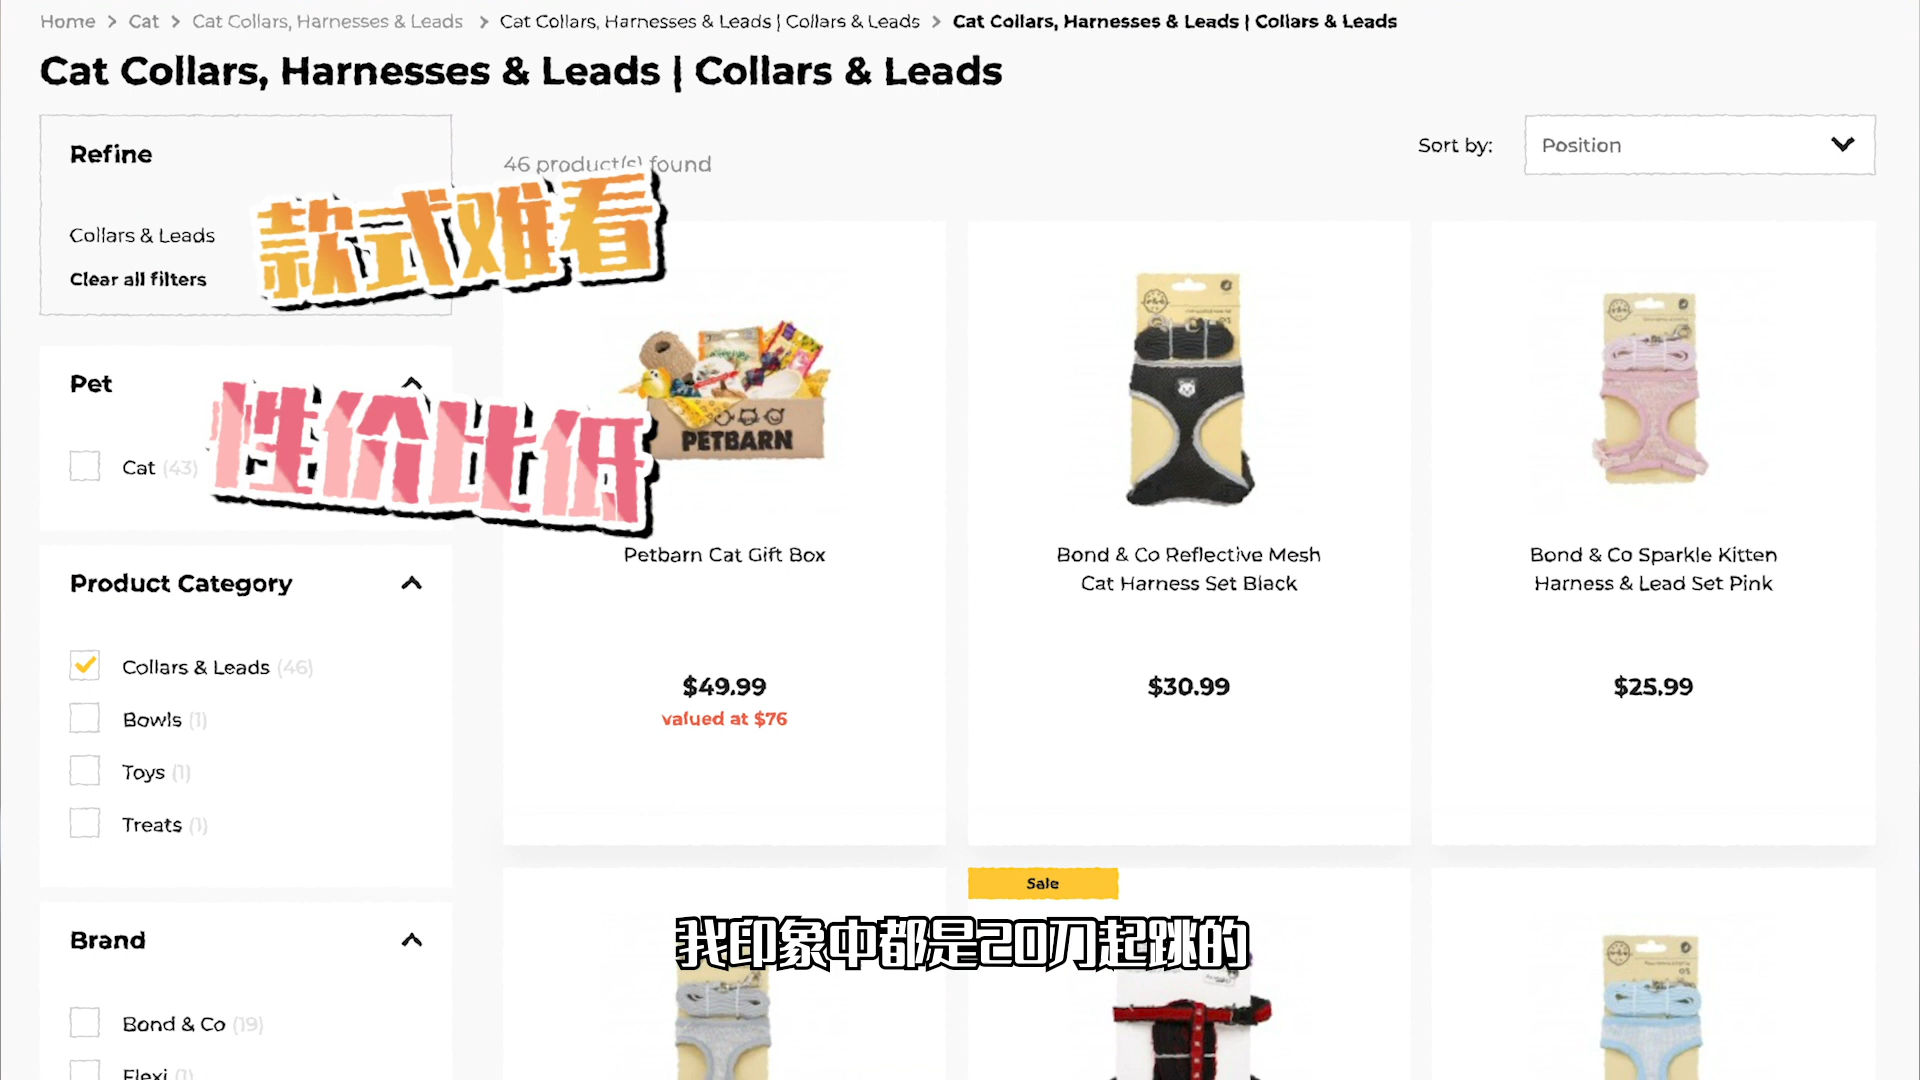 Home > Cat > Cat Collars, Harnesses & Leads > Cat Collars, Harnesses & Leads | Collars & Leads > Cat Collars, Harnesses & Leads | Collars & Leads
Cat Collars, Harnesses & Leads | Collars & Leads
Refine
Collars & Leads
Clear all filters
46 product(s) found
Sort by:
Position
款式难看
性价比低
Pet
Cat (43)
Product Category
Collars & Leads (46)
Bowls (1)
Toys (1)
Treats (1)
Brand
Bond & Co (19)
Flexi (1)
PETBARN
Petbarn Cat Gift Box
$49.99
valued at $76
Bond & Co Reflective Mesh
Cat Harness Set Black
$30.99
Bond & Co Sparkle Kitten
Harness & Lead Set Pink
$25.99
Sale
我印象中都是20刀起跳的